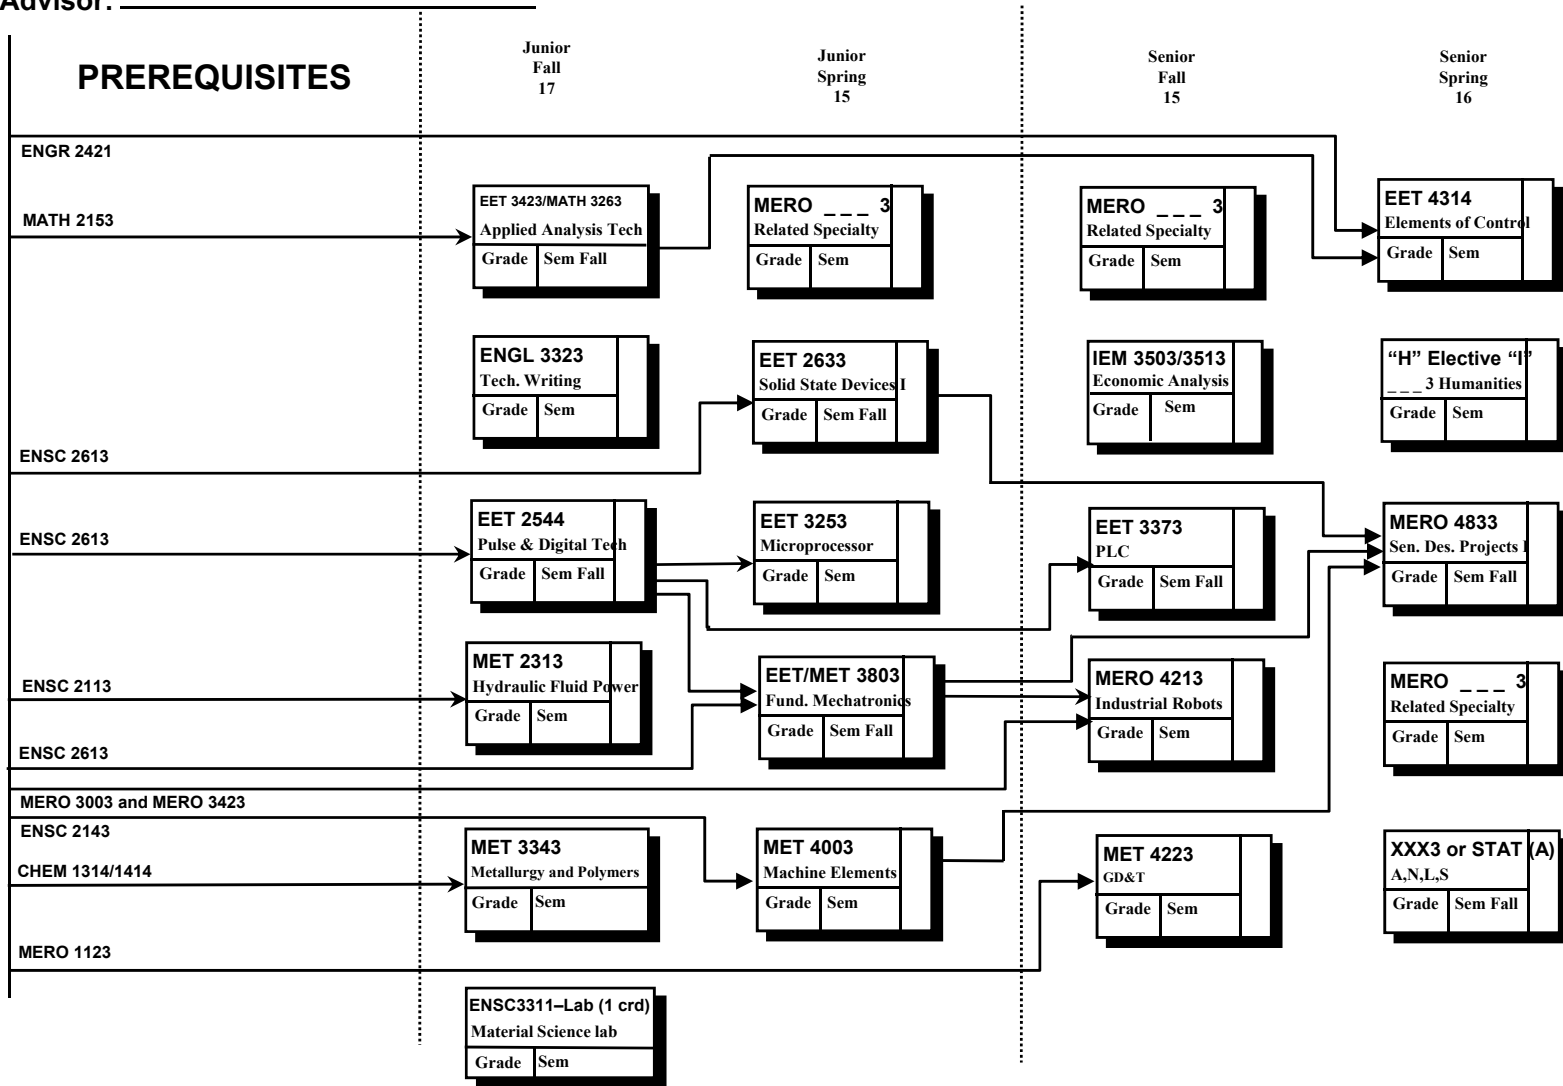 Advisor:
PREREQUISITES
Junior
Fall
17
Junior
Spring
15
Senior
Fall
15
Senior
Spring
16
ENGR 2421
MATH 2153
ENSC 2613
ENSC 2613
ENSC 2113
ENSC 2613
MERO 3003 and MERO 3423
ENSC 2143
CHEM 1314/1414
MERO 1123
EET 3423/MATH 3263
Applied Analysis Tech
Grade Sem Fall
ENGL 3323
Tech. Writing
Grade Sem
EET 2544
Pulse & Digital Tech
Grade Sem Fall
MET 2313
Hydraulic Fluid Power
Grade Sem
MET 3343
Metallurgy and Polymers
Grade Sem
ENSC3311–Lab (1 crd)
Material Science lab
Grade Sem
MERO _ _ _ 3
Related Specialty
Grade Sem
EET 2633
Solid State Devices I
Grade Sem Fall
EET 3253
Microprocessor
Grade Sem
EET/MET 3803
Fund. Mechatronics
Grade Sem Fall
MET 4003
Machine Elements
Grade Sem
MERO _ _ _ 3
Related Specialty
Grade Sem
IEM 3503/3513
Economic Analysis
Grade Sem
EET 3373
PLC
Grade Sem Fall
MERO 4213
Industrial Robots
Grade Sem
MET 4223
GD&T
Grade Sem
EET 4314
Elements of Control
Grade Sem
“H” Elective “I”
_ _ _ 3 Humanities
Grade Sem
MERO 4833
Sen. Des. Projects I
Grade Sem Fall
MERO _ _ _ 3
Related Specialty
Grade Sem
XXX3 or STAT (A)
A,N,L,S
Grade Sem Fall